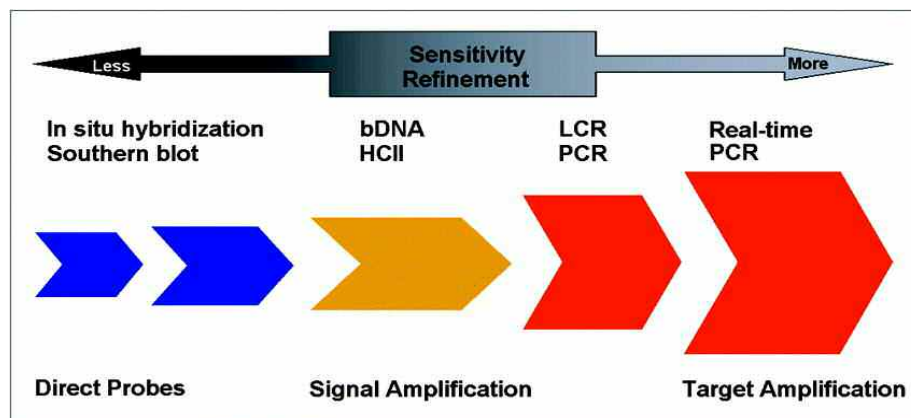 Sensitivity
Refinement
Less
More
In situ hybridization
Southern blot
bDNA
HCII
LCR
PCR
Real-time
PCR
Direct Probes
Signal Amplification
Target Amplification